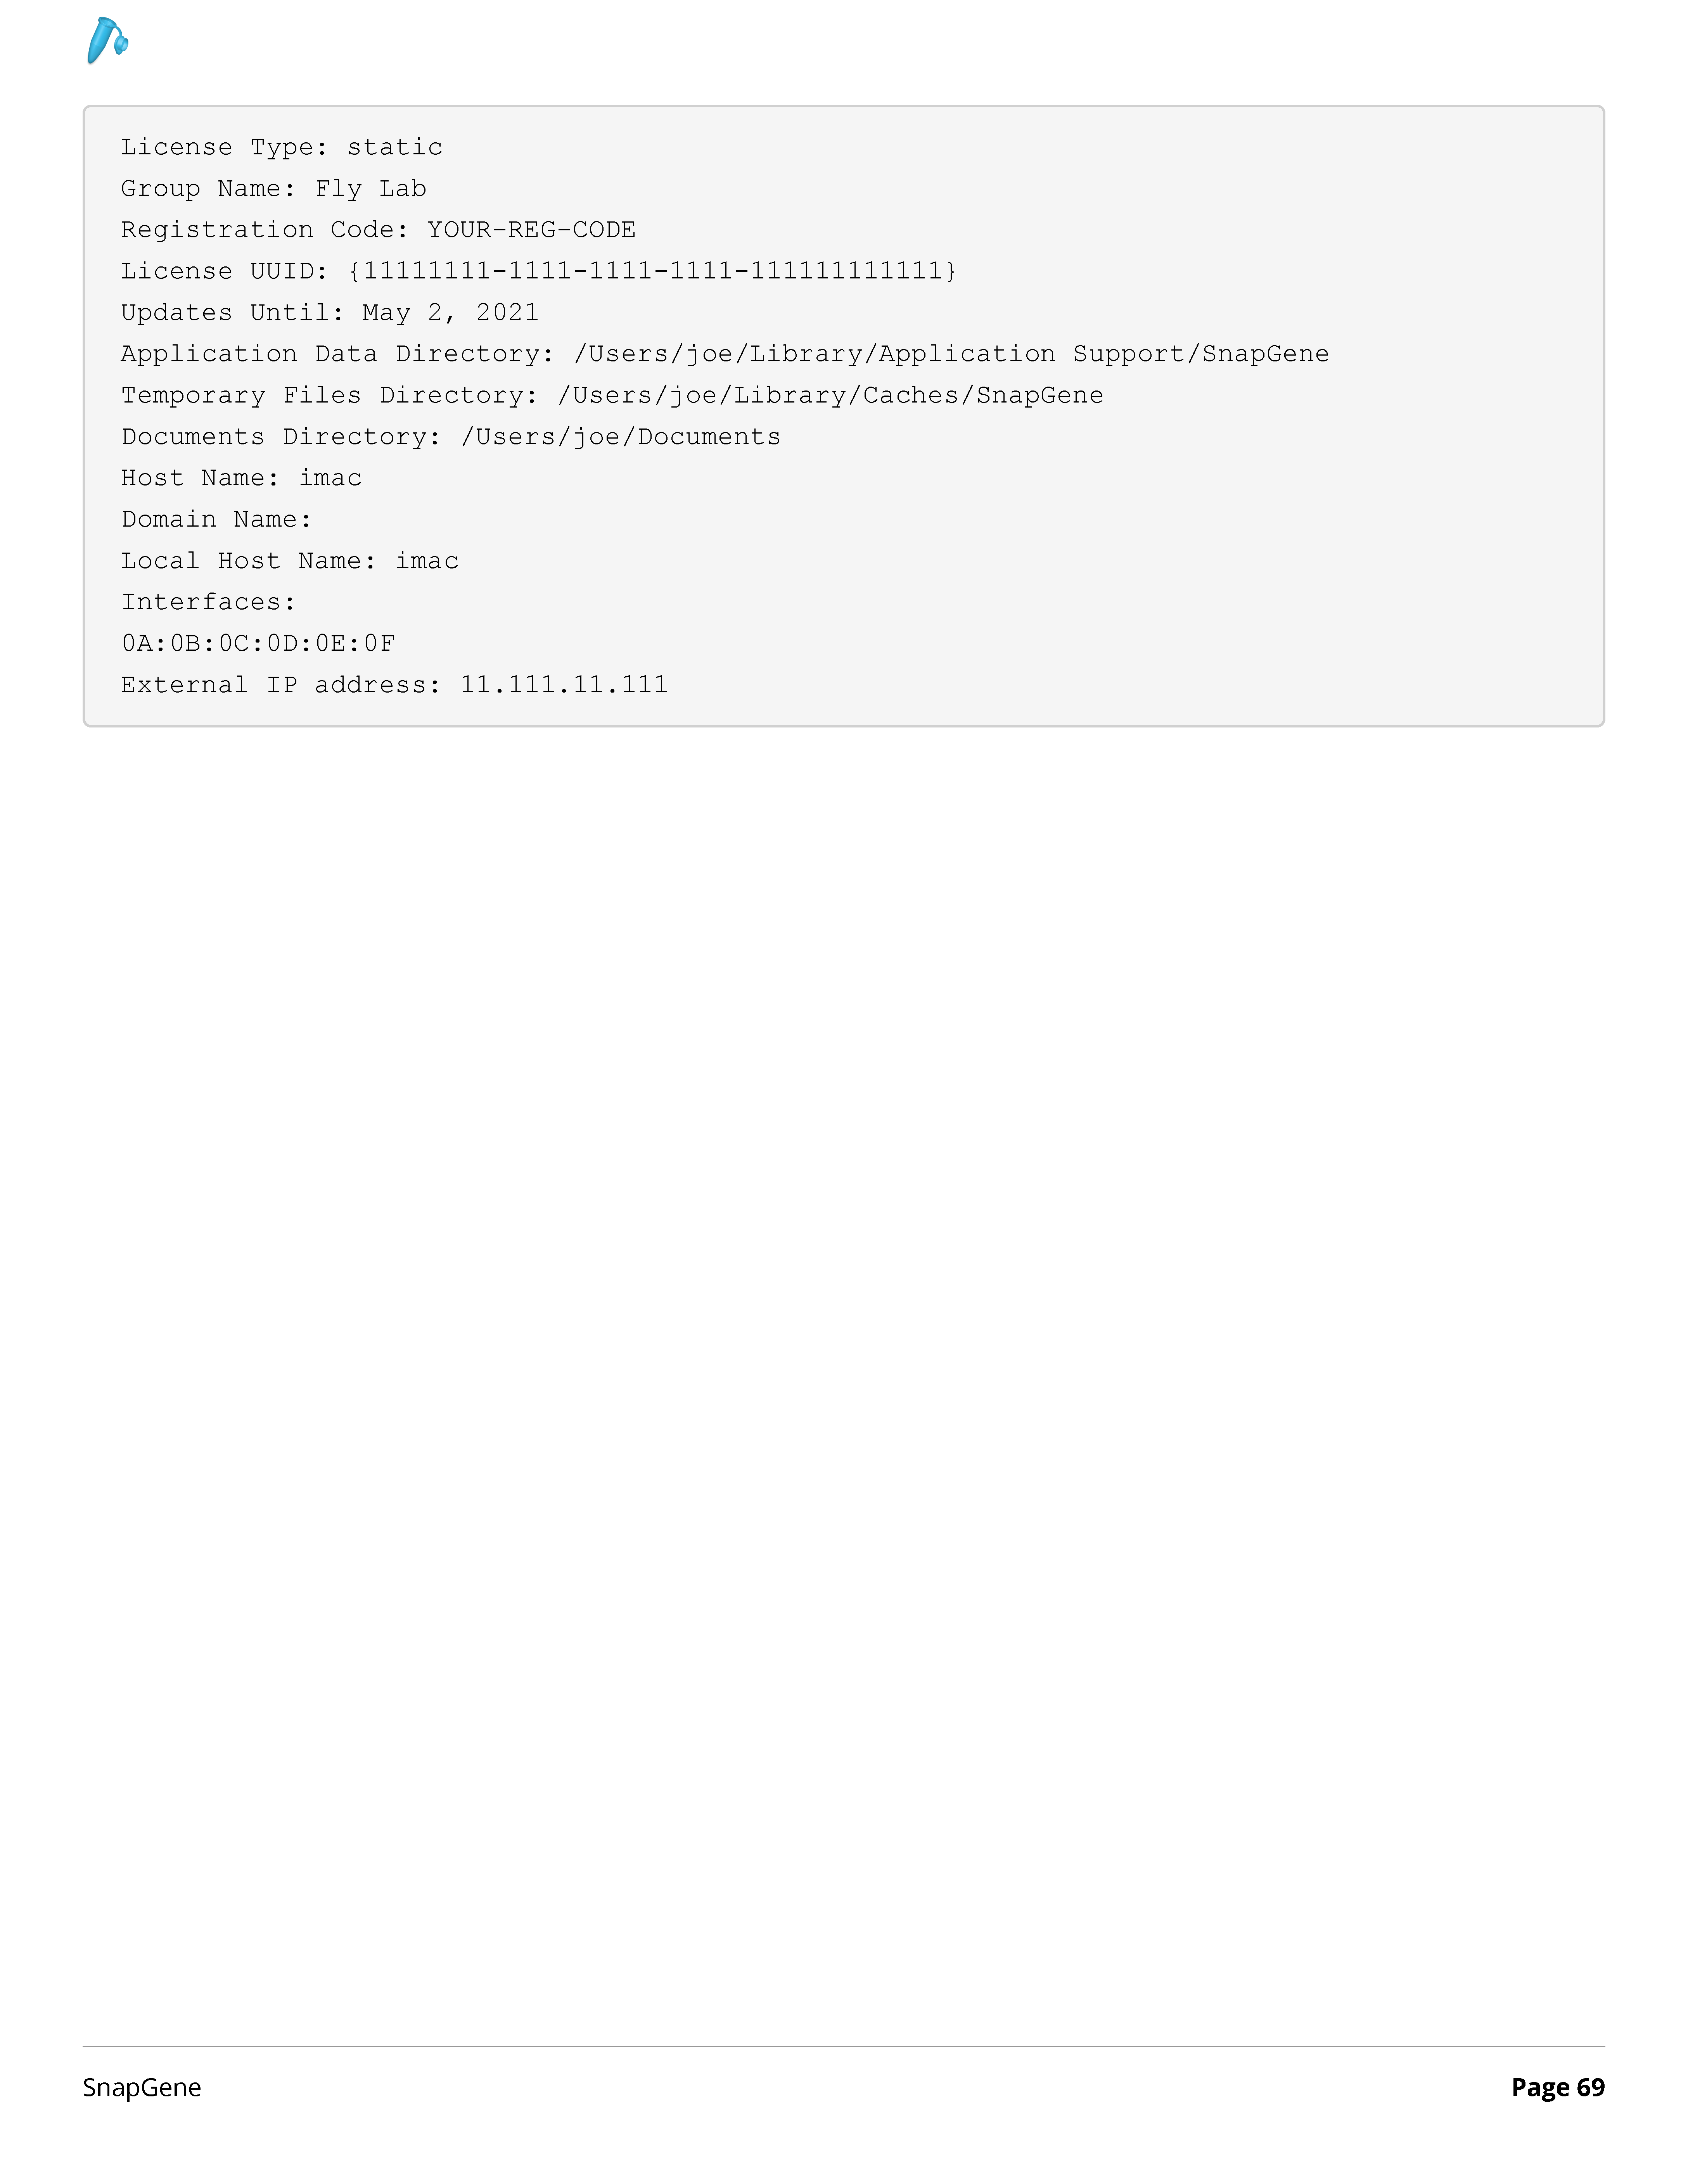 License Type: static
Group Name: Fly Lab
Registration Code: YOUR-REG-CODE
License UUID: {11111111-1111-1111-1111-111111111111}
Updates Until: May 2, 2021
Application Data Directory: /Users/joe/Library/Application Support/SnapGene
Temporary Files Directory: /Users/joe/Library/Caches/SnapGene
Documents Directory: /Users/joe/Documents
Host Name: imac
Domain Name:
Local Host Name: imac
Interfaces:
0A:0B:0C:0D:0E:0F
External IP address: 11.111.11.111
SnapGene
Page 69